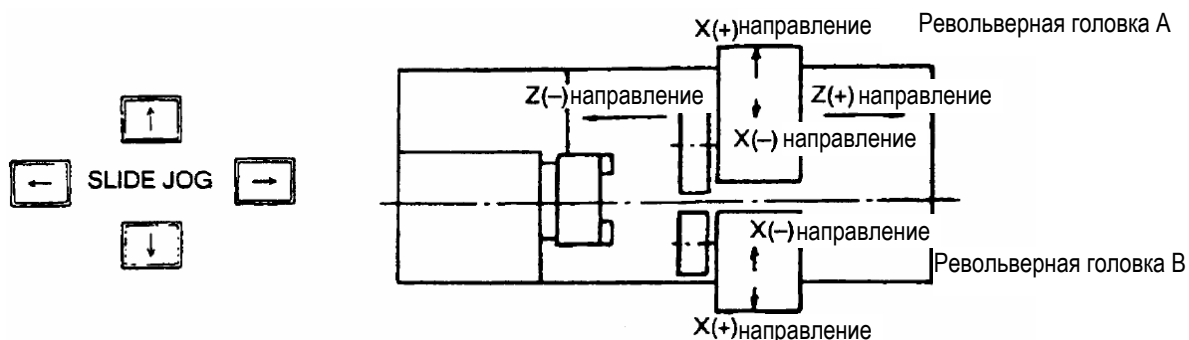 X(+)направление
Револьверная головка А
Z(–)направление
Z(+) направление
X(–) направление
SLIDE JOG
X(–)направление
Револьверная головка В
X(+)направление